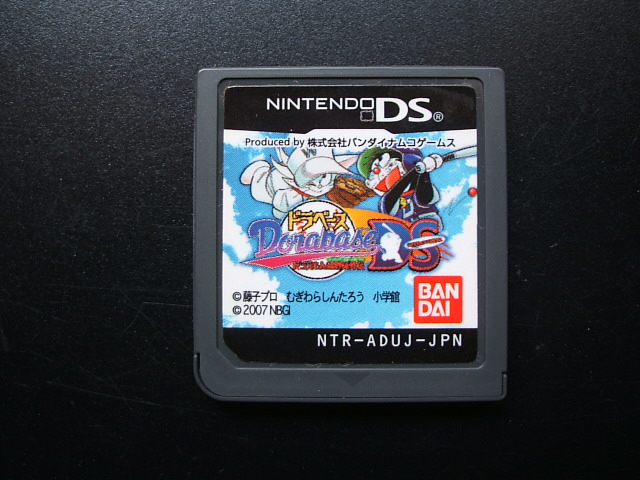 NINTENDO DS®
Produced by 株式会社バンダイナムコゲームス
ドラベース
Dorabase DS
©藤子プロ むぎわらしんたろう 小学館
©2007 NBGI
BAN
DAI
NTR-ADUJ-JPN